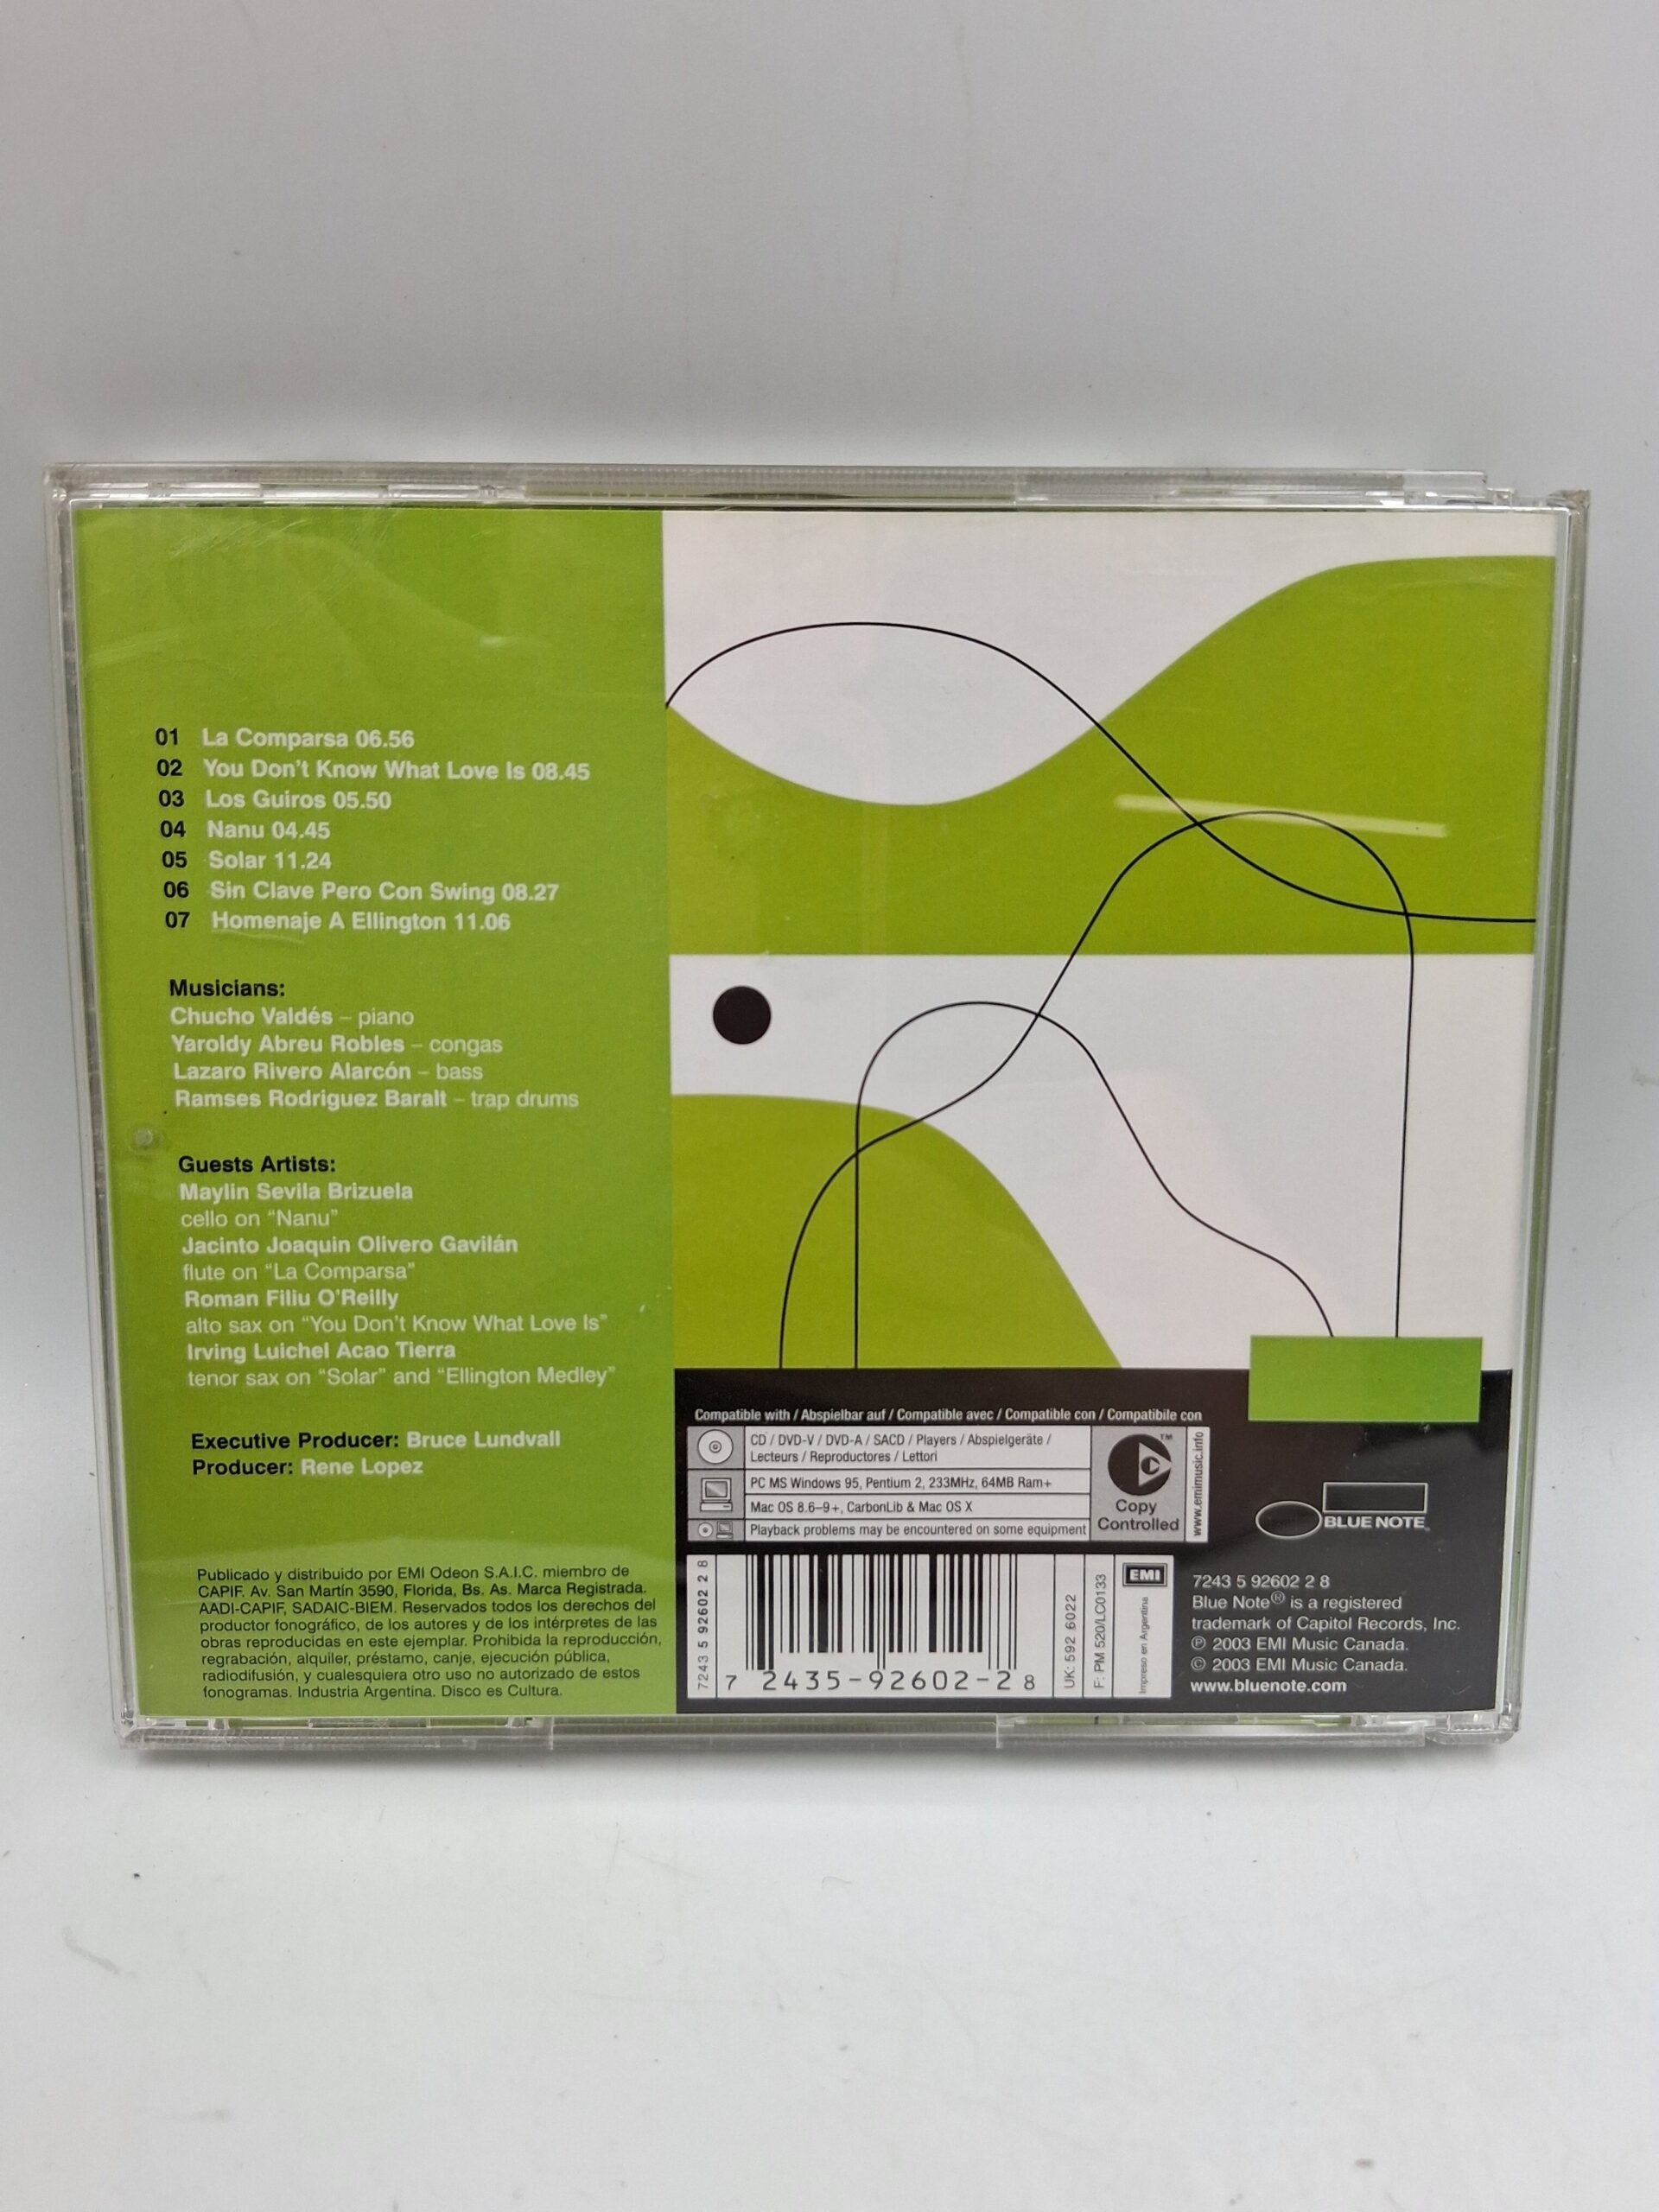 01 La Comparsa 06.56
02 You Don't Know What Love Is 08.45
03 Los Guiros 05.50
04 Nanu 04.45
05 Solar 11.24
06 Sin Clave Pero Con Swing 08.27
07 Homenaje A Ellington 11.06
Musicians:
Chucho Valdés – piano
Yaroldy Abreu Robles – congas
Lazaro Rivero Alarcón – bass
Ramses Rodriguez Baralt – trap drums
Guests Artists:
Maylin Sevila Brizuela
cello on “Nanu”
Jacinto Joaquin Olivero Gavilán
flute on “La Comparsa”
Roman Filiu O'Reilly
alto sax on “You Don't Know What Love Is”
Irving Luichel Acao Tierra
tenor sax on “Solar” and “Ellington Medley”
Executive Producer: Bruce Lundvall
Producer: Rene Lopez
Publicado y distribuido por EMI Odeon S.A.I.C. miembro de
CAPIF. Av. San Martín 3590, Florida, Bs. As. Marca Registrada.
AADI-CAPIF, SADAIC-BIEM. Reservados todos los derechos del
productor fonográfico, de los autores y de los intérpretes de las
obras reproducidas en este ejemplar. Prohibida la reproducción,
regrabación, alquiler, préstamo, canje, ejecución pública,
radiodifusión, y cualesquiera otro uso no autorizado de estos
fonogramas. Industria Argentina. Disco es Cultura.
Compatible with / Abspielbar auf / Compatible avec / Compatible con / Compatibile con
CD / DVD-V / DVD-A / SACD / Players / Abspielgeräte /
Lecteurs / Reproductores / Lettori
PC MS Windows 95, Pentium 2, 233MHz, 64MB Ram+
Mac OS 8.6–9+, CarbonLib & Mac OS X
Playback problems may be encountered on some equipment
TM
C
Copy
Controlled
www.emimusic.info
7243 5 92602 2 8
7 2435-92602-2 8
UK: 592 6022
F: PM 520/LC0133
EMI
Impreso en Argentina
BLUE NOTE
7243 5 92602 2 8
Blue Note® is a registered
trademark of Capitol Records, Inc.
℗ 2003 EMI Music Canada.
© 2003 EMI Music Canada.
www.bluenote.com